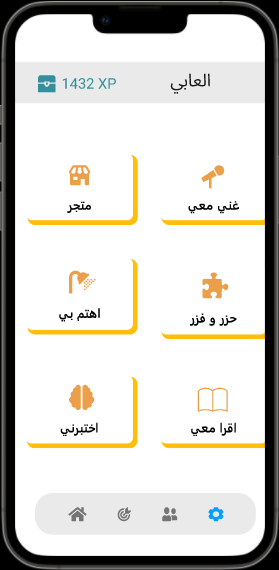 العابي
1432 XP
غني معي
متجر
حزر و فزر
اهتم بي
اقرا معي
اختبرني